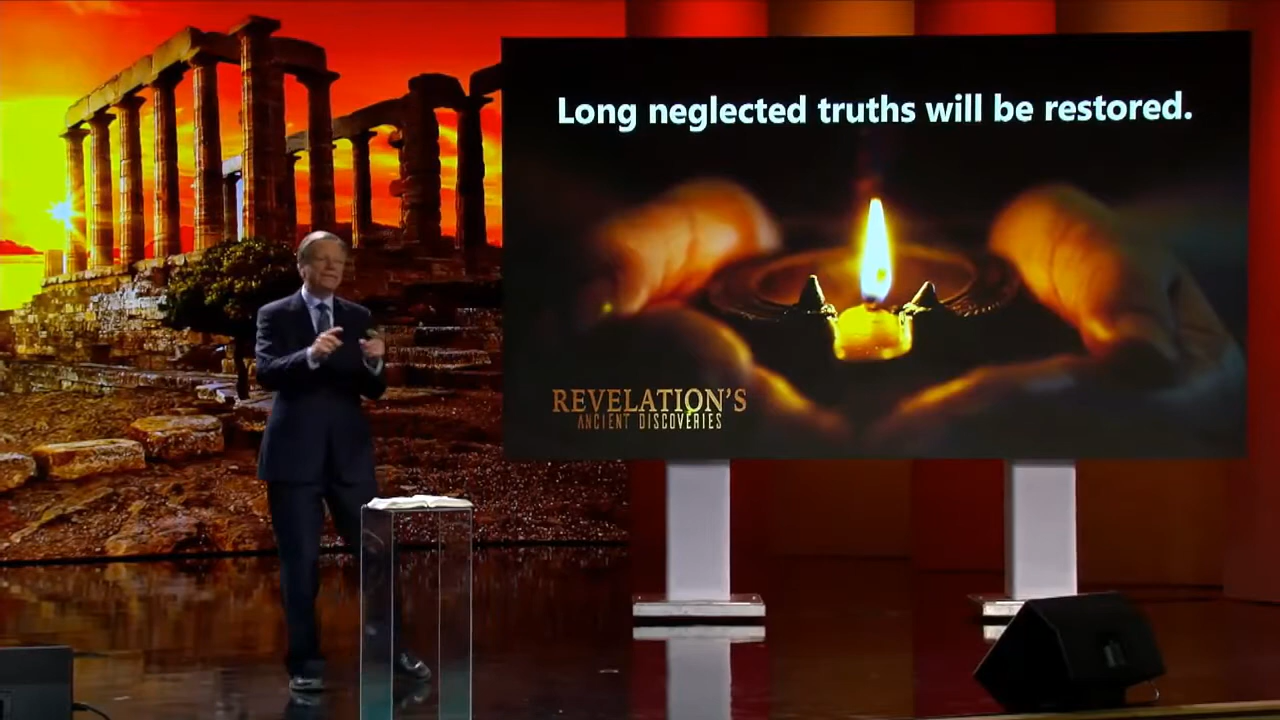 Long neglected truths will be restored.
REVELATION'S
ANCIENT DISCOVERIES